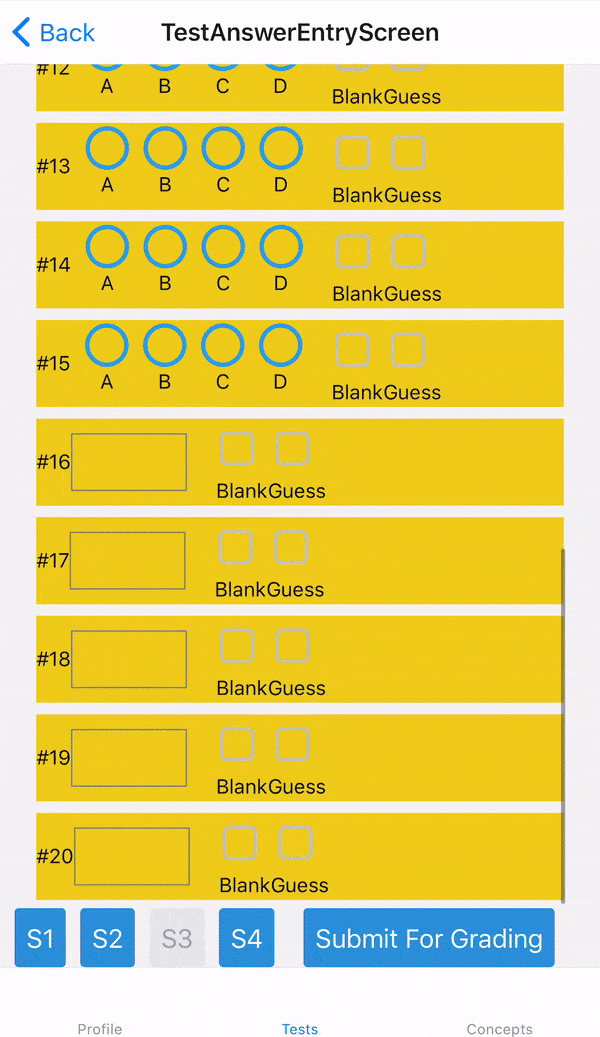 Back TestAnswerEntryScreen
#12 A B C D BlankGuess
#13 A B C D BlankGuess
#14 A B C D BlankGuess
#15 A B C D BlankGuess
#16 BlankGuess
#17 BlankGuess
#18 BlankGuess
#19 BlankGuess
#20 BlankGuess
S1 S2 S3 S4 Submit For Grading
Profile Tests Concepts